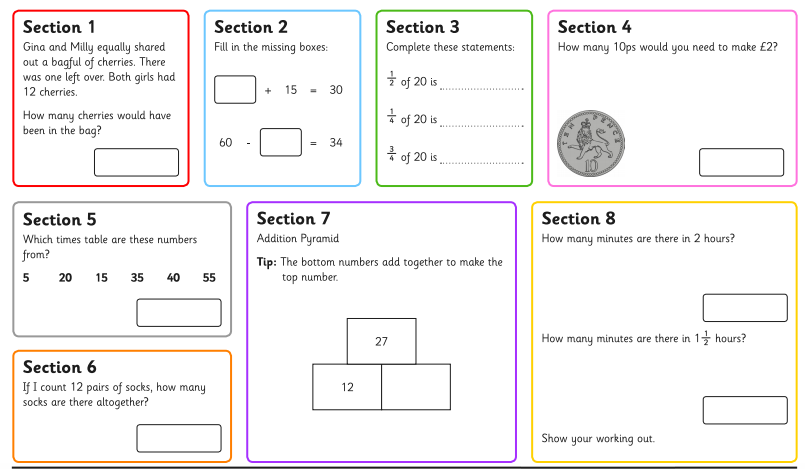 Section 1
Gina and Milly equally shared
out a bagful of cherries. There
was one left over. Both girls had
12 cherries.
How many cherries would have
been in the bag?
Section 2
Fill in the missing boxes:
+ 15 = 30
60 - = 34
Section 3
Complete these statements:
1/2 of 20 is
1/4 of 20 is
3/4 of 20 is
Section 4
How many 10ps would you need to make £2?
TEN PENCE
10
Section 5
Which times table are these numbers
from?
5 20 15 35 40 55
Section 6
If I count 12 pairs of socks, how many
socks are there altogether?
Section 7
Addition Pyramid
Tip: The bottom numbers add together to make the
top number.
27
12
Section 8
How many minutes are there in 2 hours?
How many minutes are there in 1 1/2 hours?
Show your working out.